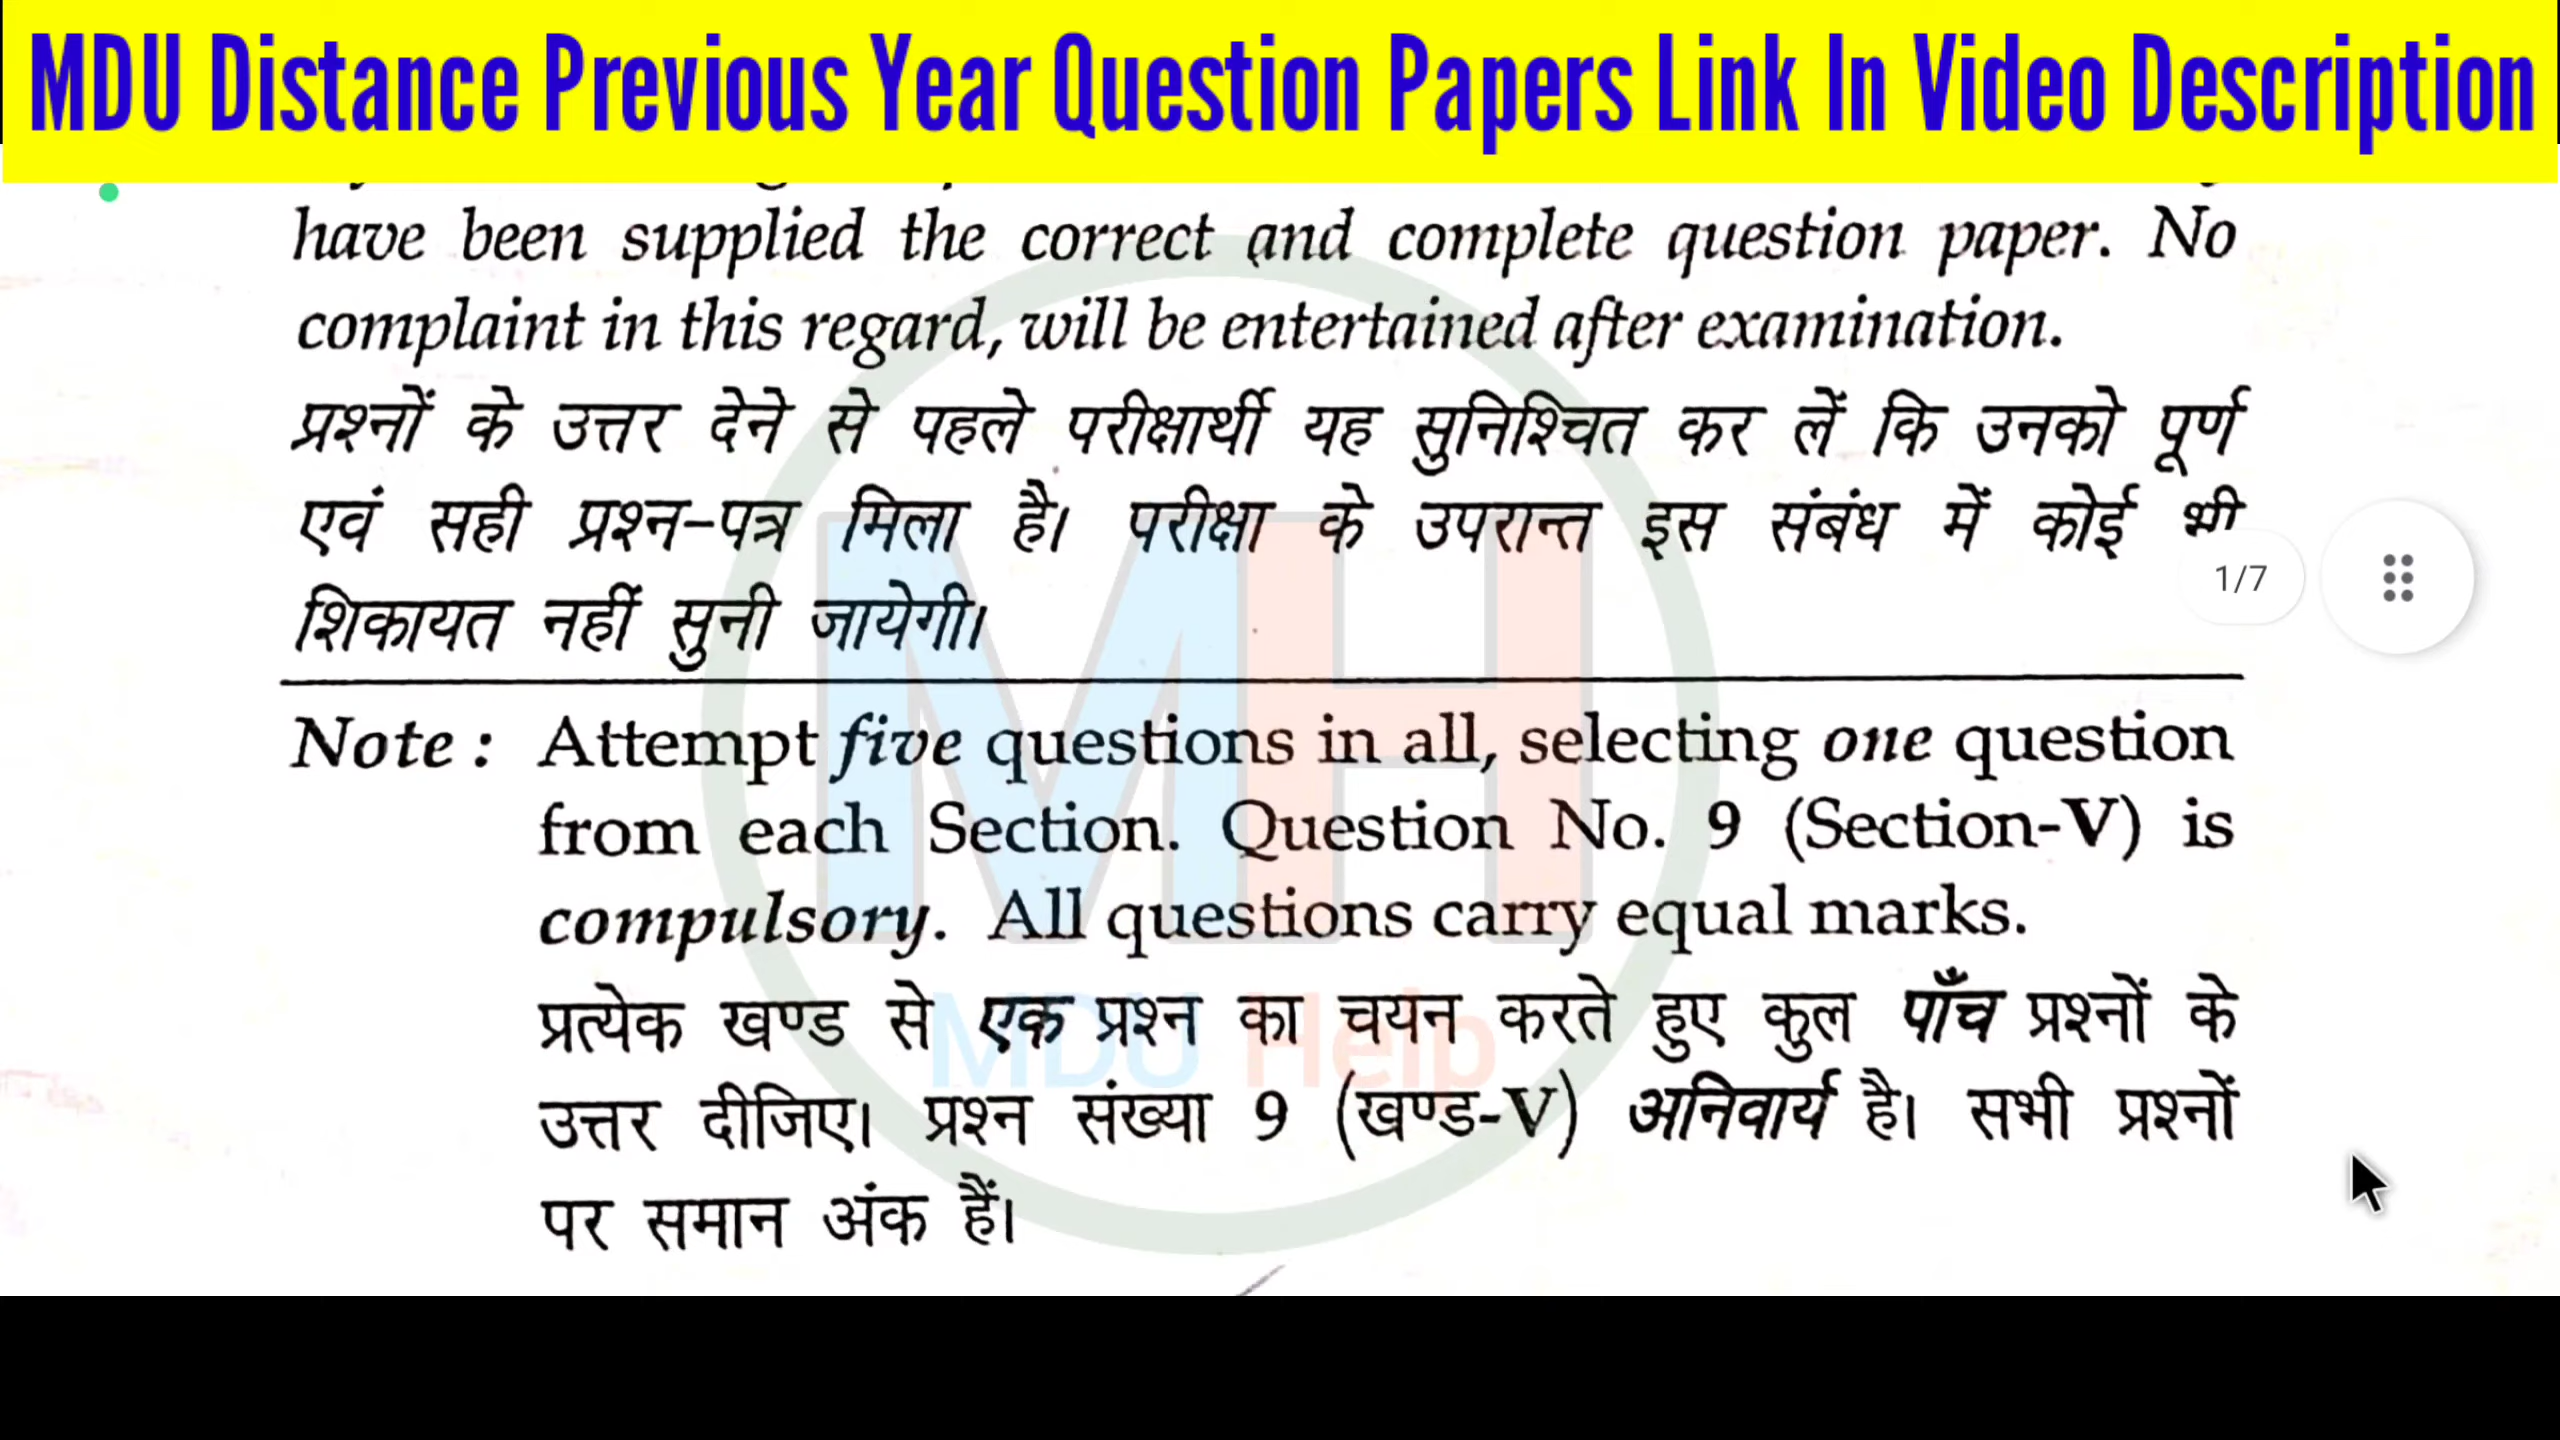 MDU Distance Previous Year Question Papers Link In Video Description
have been supplied the correct and complete question paper. No
complaint in this regard, will be entertained after examination.
प्रश्नों के उत्तर देने से पहले परीक्षार्थी यह सुनिश्चित कर लें कि उनको पूर्ण
एवं सही प्रश्न-पत्र मिला है। परीक्षा के उपरान्त इस संबंध में कोई भी
1/7
शिकायत नहीं सुनी जायेगी।
MH
Note : Attempt five questions in all, selecting one question
from each Section. Question No. 9 (Section-V) is
compulsory. All questions carry equal marks.
प्रत्येक खण्ड से एक प्रश्न का चयन करते हुए कुल पाँच प्रश्नों के
MDU Help
उत्तर दीजिए। प्रश्न संख्या 9 (खण्ड-V) अनिवार्य है। सभी प्रश्नों
पर समान अंक हैं।